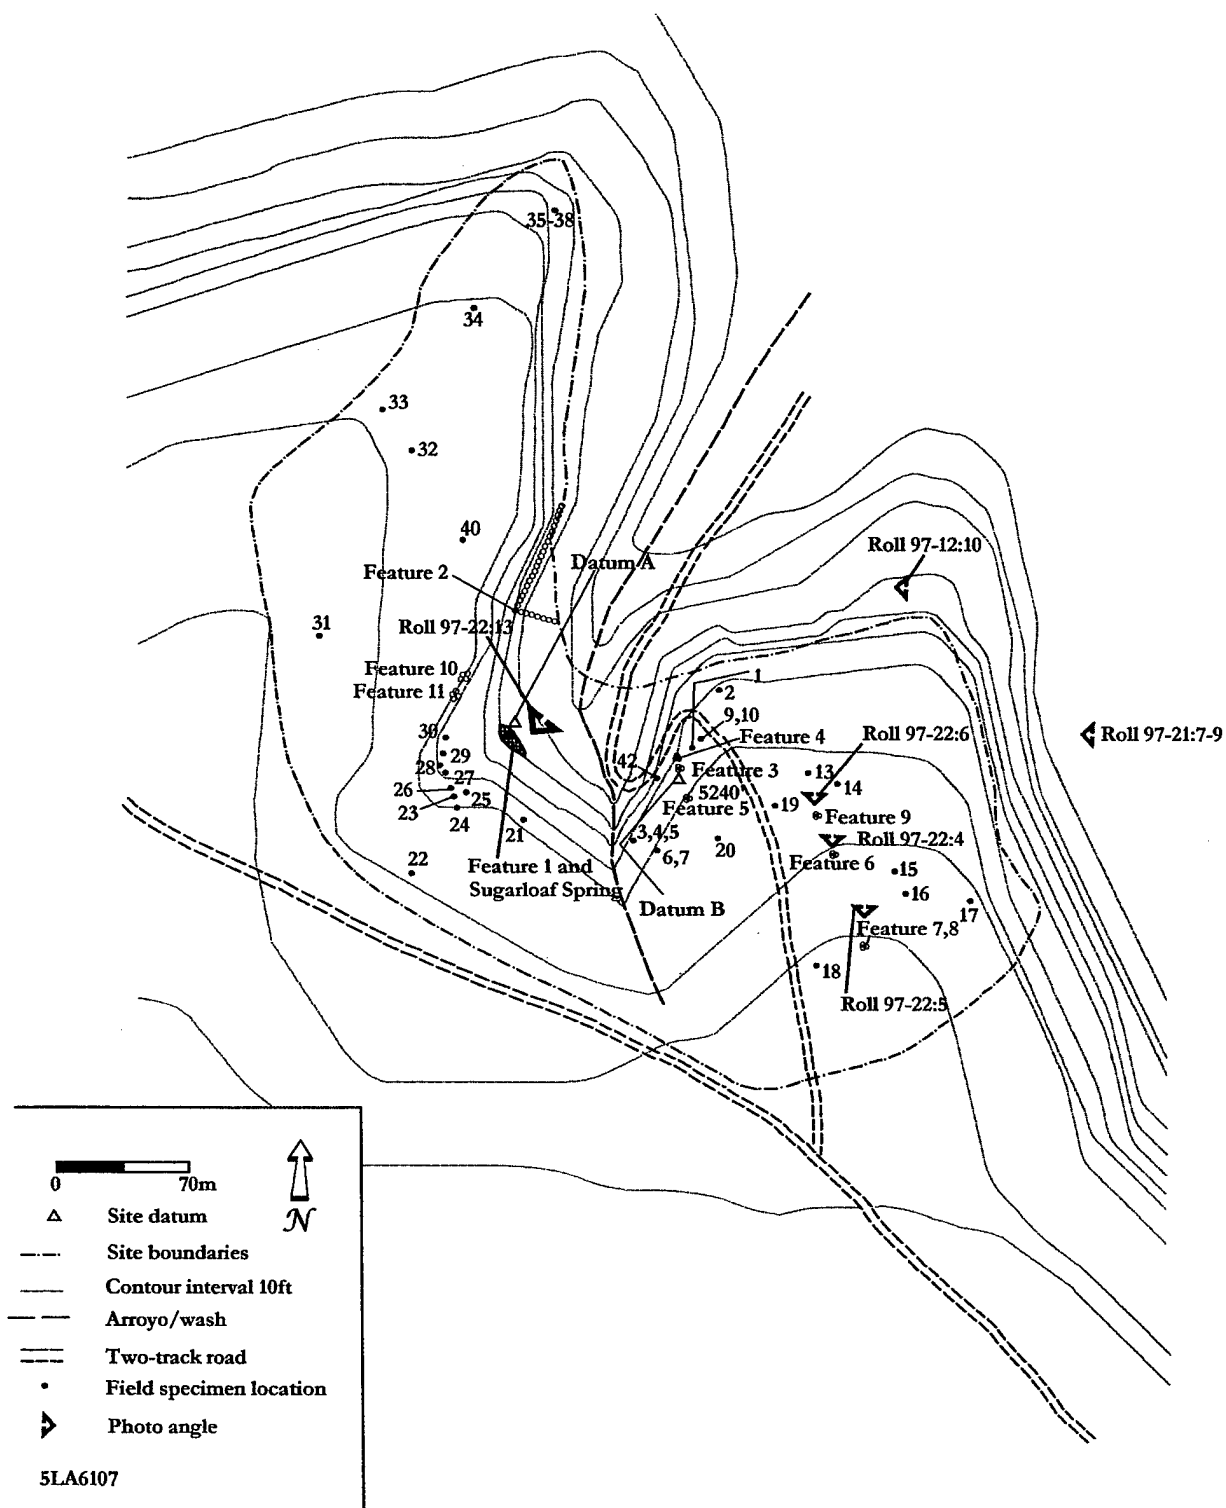 35-38
34
33
32
40
Roll 97-12:10
Datum A
Feature 2
31
Roll 97-22:13
Feature 10
Feature 11
1
2
9,10
30
Feature 4
Roll 97-22:6
Roll 97-21:7-9
29
28
42
Feature 3
13
27
14
26
5240
25
23
Feature 5
19
24
21
Feature 9
3,4,5
20
Roll 97-22:4
22
6,7
Feature 6
Feature 1 and
Sugarloaf Spring
15
16
Datum B
17
Feature 7,8
18
Roll 97-22:5
0 70m
N
Site datum
Site boundaries
Contour interval 10ft
Arroyo/wash
Two-track road
Field specimen location
Photo angle
5LA6107